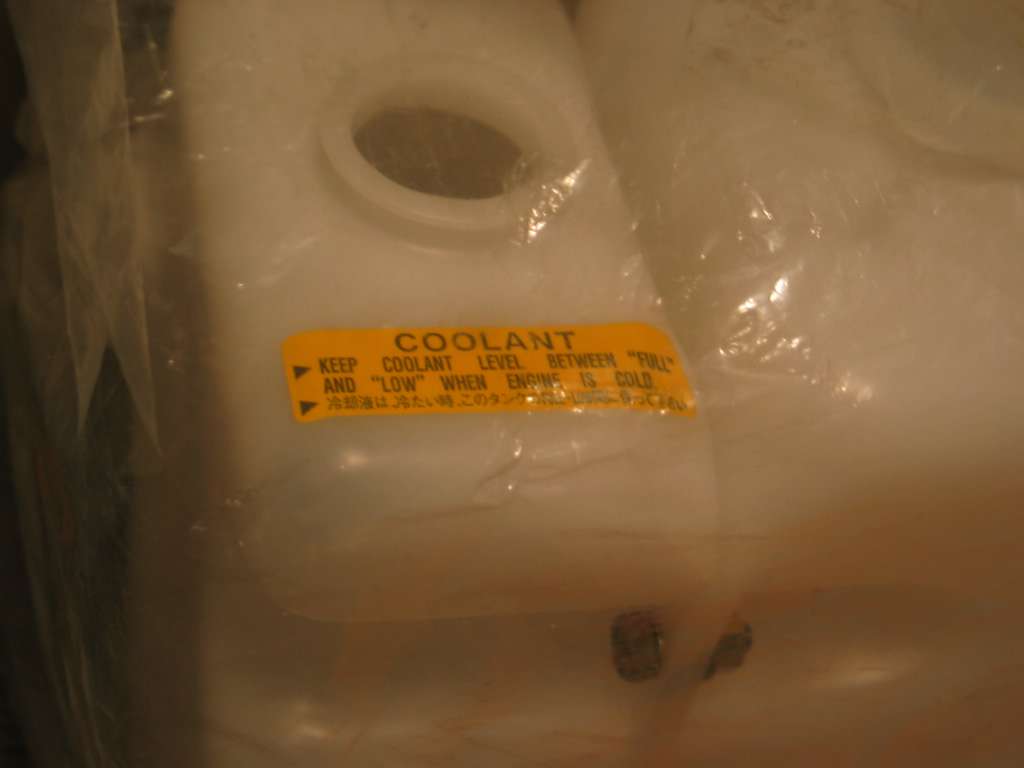 COOLANT
▶ KEEP COOLANT LEVEL BETWEEN "FULL"
AND "LOW" WHEN ENGINE IS COLD.
▶ 冷却液は、冷たい時、このタンクの